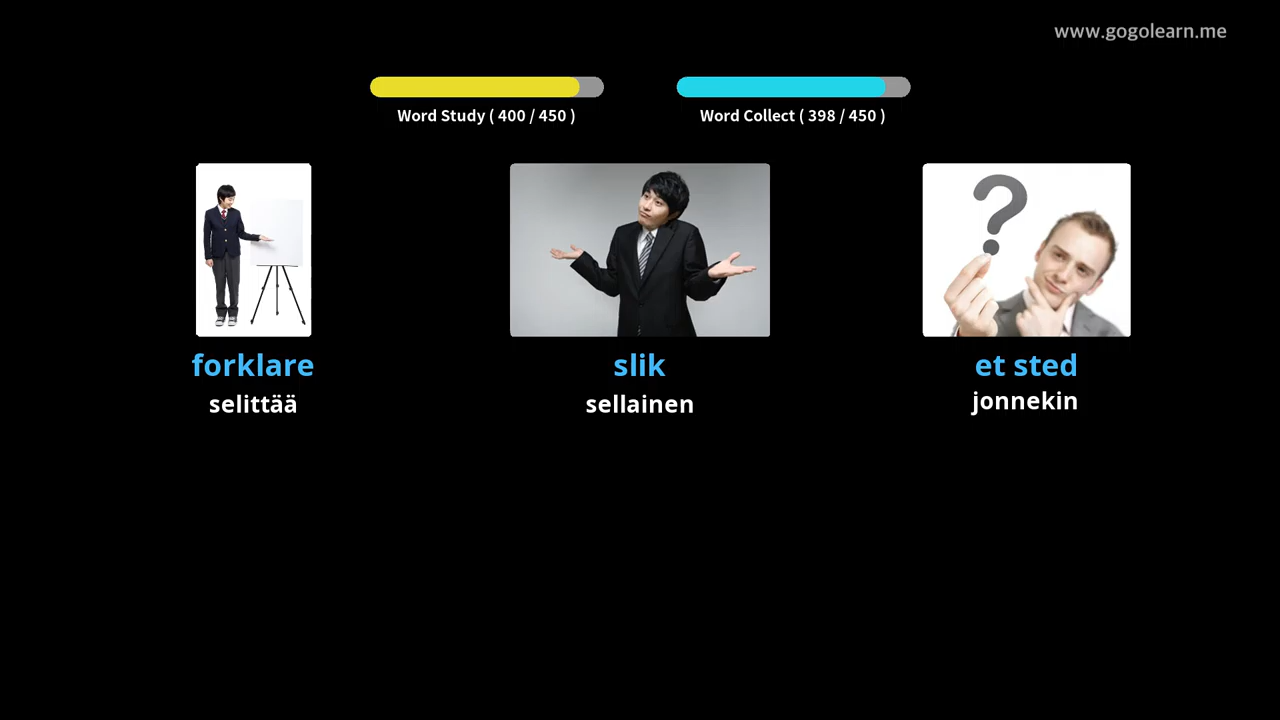 www.gogolearn.me
Word Study ( 400 / 450 )
Word Collect ( 398 / 450 )
forklare
selittää
slik
sellainen
et sted
jonnekin